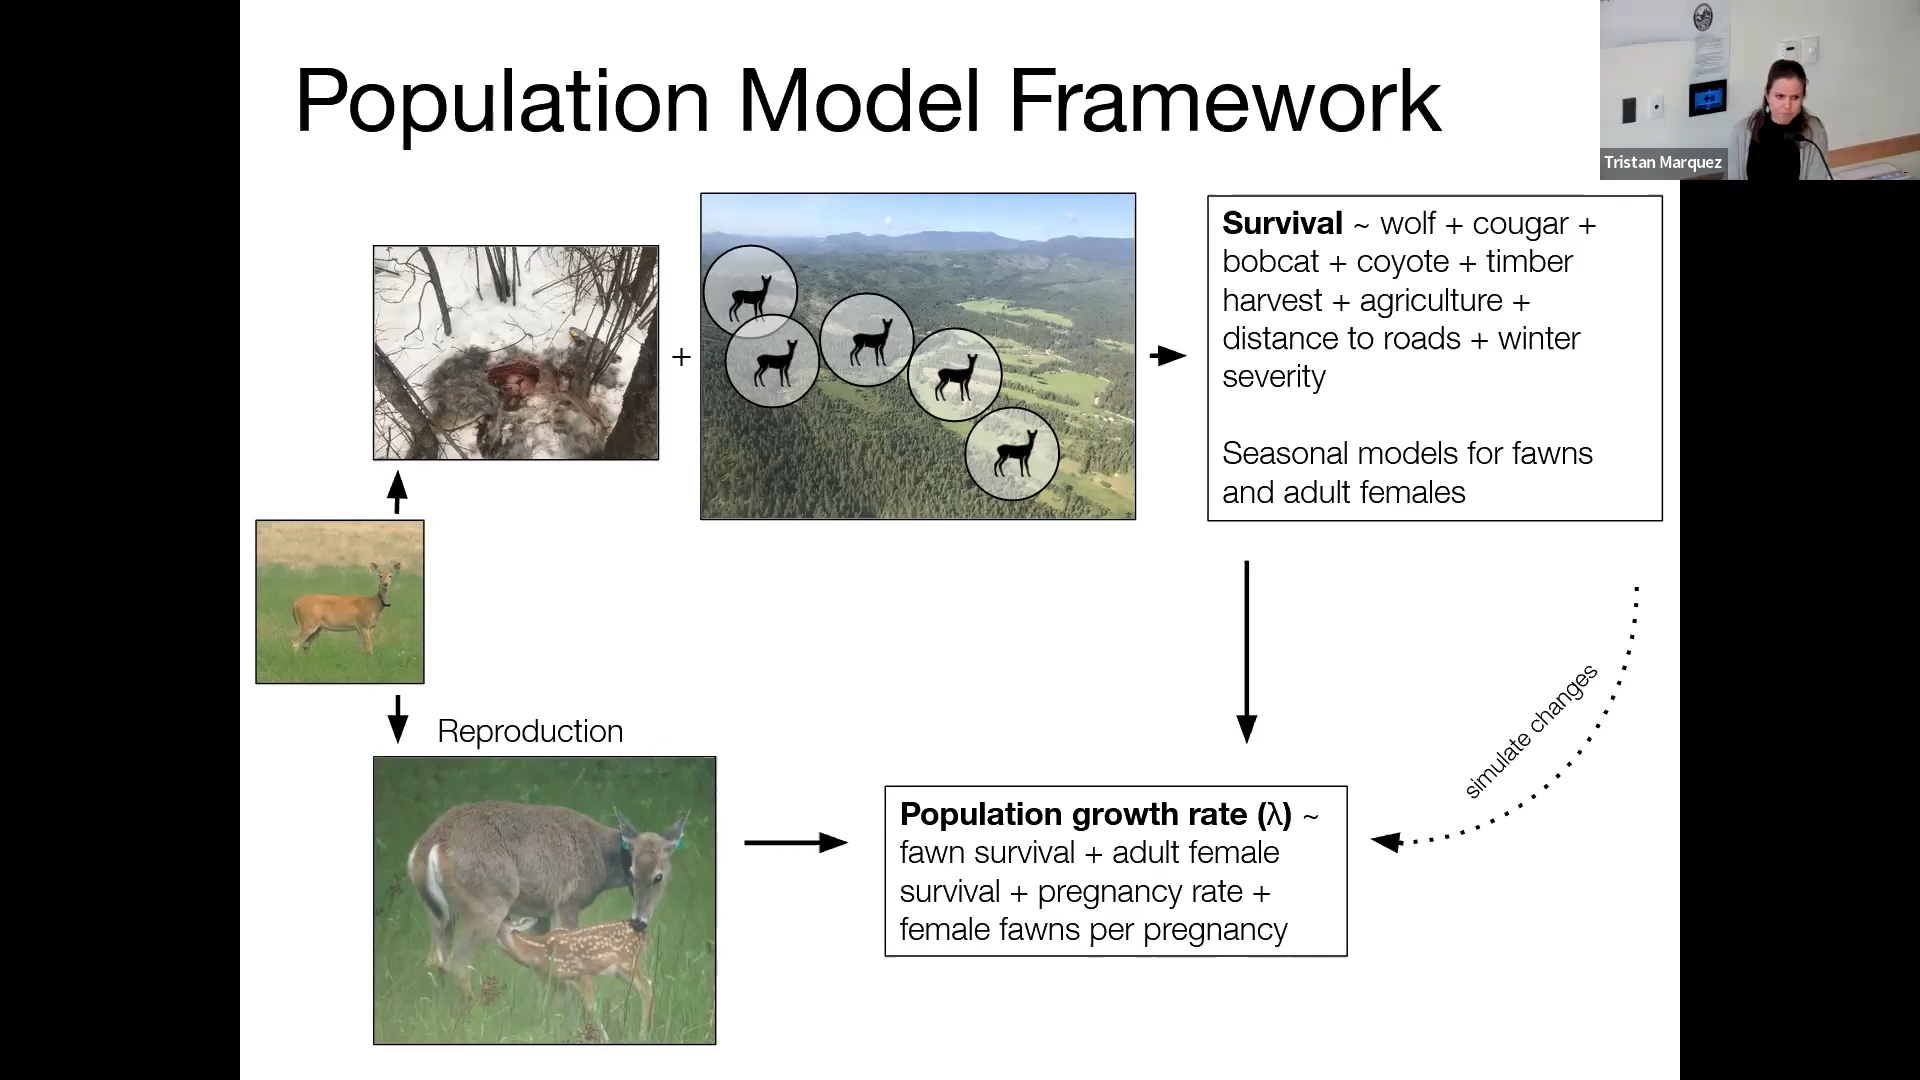 Population Model Framework
Tristan Marquez
+
Survival ~ wolf + cougar +
bobcat + coyote + timber
harvest + agriculture +
distance to roads + winter
severity
Seasonal models for fawns
and adult females
Reproduction
simulate changes
Population growth rate (λ) ~
fawn survival + adult female
survival + pregnancy rate +
female fawns per pregnancy